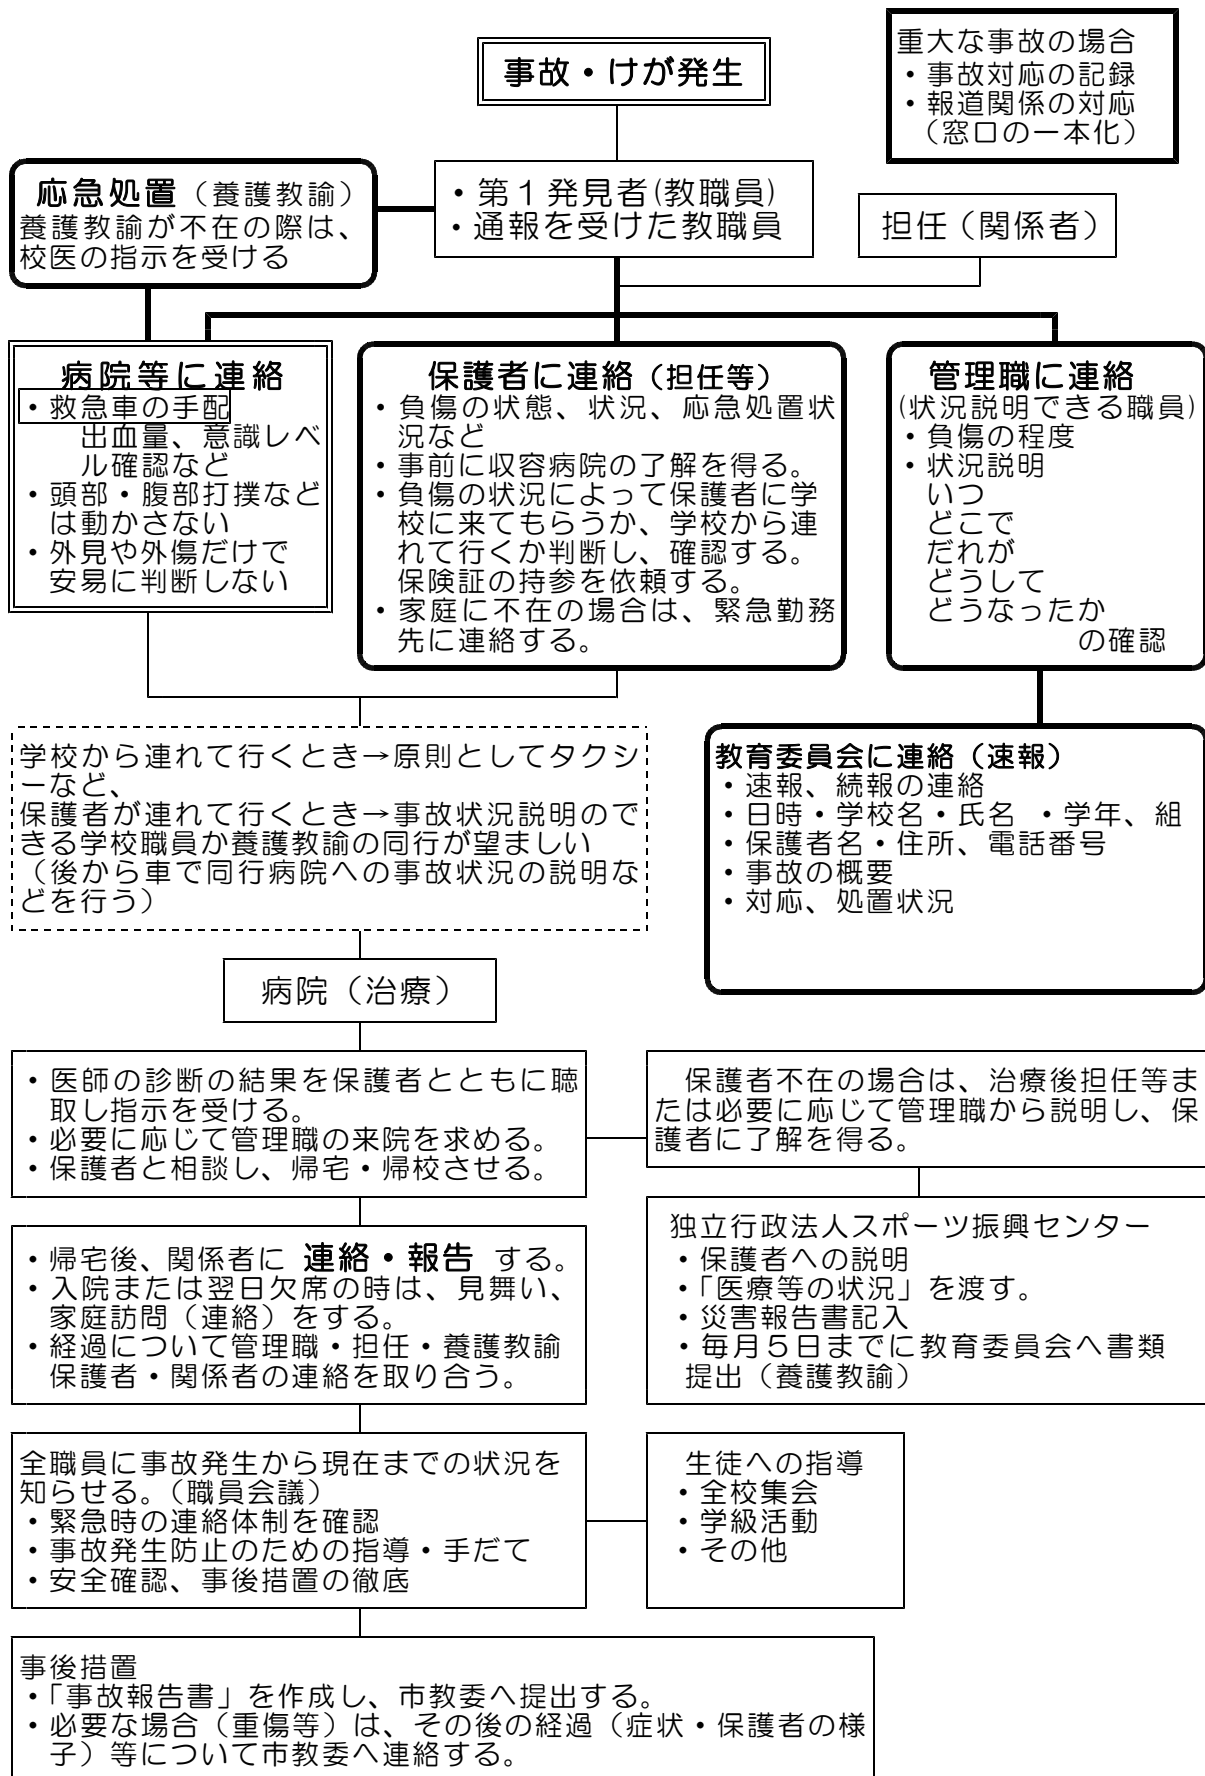 重大な事故の場合
・事故対応の記録
・報道関係の対応
（窓口の一本化）
事故・けが発生
応急処置（養護教諭）
養護教諭が不在の際は、
校医の指示を受ける
・第１発見者(教職員)
・通報を受けた教職員
担任（関係者）
病院等に連絡
・救急車の手配
出血量、意識レベ
ル確認など
・頭部・腹部打撲など
は動かさない
・外見や外傷だけで
安易に判断しない
保護者に連絡（担任等）
・負傷の状態、状況、応急処置状
況など
・事前に収容病院の了解を得る。
・負傷の状況によって保護者に学
校に来てもらうか、学校から連
れて行くか判断し、確認する。
保険証の持参を依頼する。
・家庭に不在の場合は、緊急勤務
先に連絡する。
管理職に連絡
(状況説明できる職員)
・負傷の程度
・状況説明
いつ
どこで
だれが
どうして
どうなったか
の確認
学校から連れて行くとき→原則としてタクシ
ーなど、
保護者が連れて行くとき→事故状況説明ので
きる学校職員か養護教諭の同行が望ましい
（後から車で同行病院への事故状況の説明な
どを行う）
教育委員会に連絡（速報）
・速報、続報の連絡
・日時・学校名・氏名 ・学年、組
・保護者名・住所、電話番号
・事故の概要
・対応、処置状況
病院（治療）
・医師の診断の結果を保護者とともに聴
取し指示を受ける。
・必要に応じて管理職の来院を求める。
・保護者と相談し、帰宅・帰校させる。
保護者不在の場合は、治療後担任等ま
たは必要に応じて管理職から説明し、保
護者に了解を得る。
・帰宅後、関係者に 連絡・報告 する。
・入院または翌日欠席の時は、見舞い、
家庭訪問（連絡）をする。
・経過について管理職・担任・養護教諭
保護者・関係者の連絡を取り合う。
独立行政法人スポーツ振興センター
・保護者への説明
・「医療等の状況」を渡す。
・災害報告書記入
・毎月５日までに教育委員会へ書類
提出（養護教諭）
全職員に事故発生から現在までの状況を
知らせる。（職員会議）
・緊急時の連絡体制を確認
・事故発生防止のための指導・手だて
・安全確認、事後措置の徹底
生徒への指導
・全校集会
・学級活動
・その他
事後措置
・「事故報告書」を作成し、市教委へ提出する。
・必要な場合（重傷等）は、その後の経過（症状・保護者の様
子）等について市教委へ連絡する。